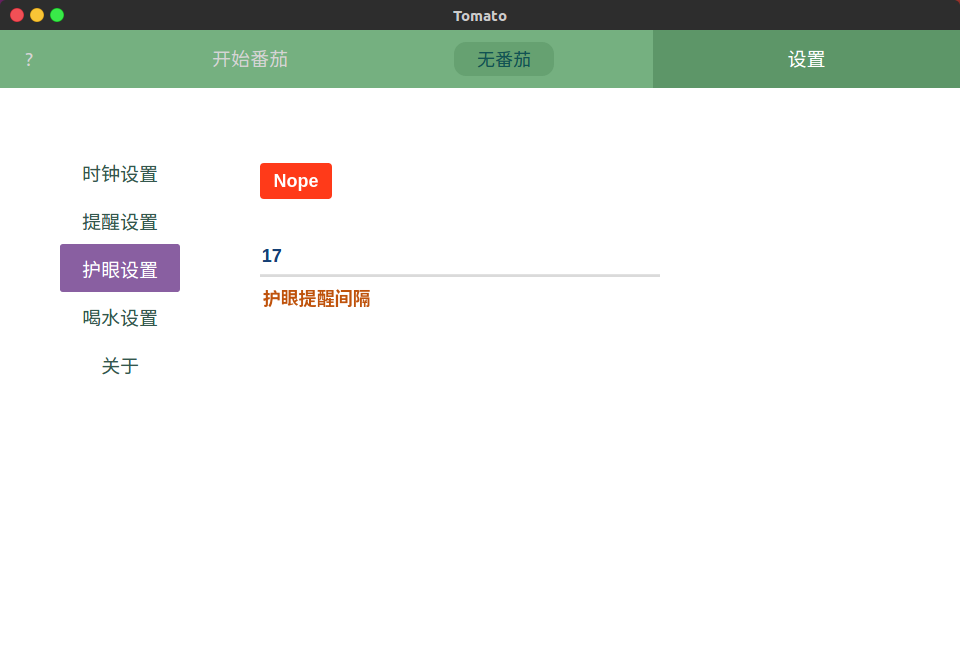 Tomato
? 开始番茄 无番茄 设置
时钟设置
提醒设置
护眼设置
喝水设置
关于
Nope
17
护眼提醒间隔